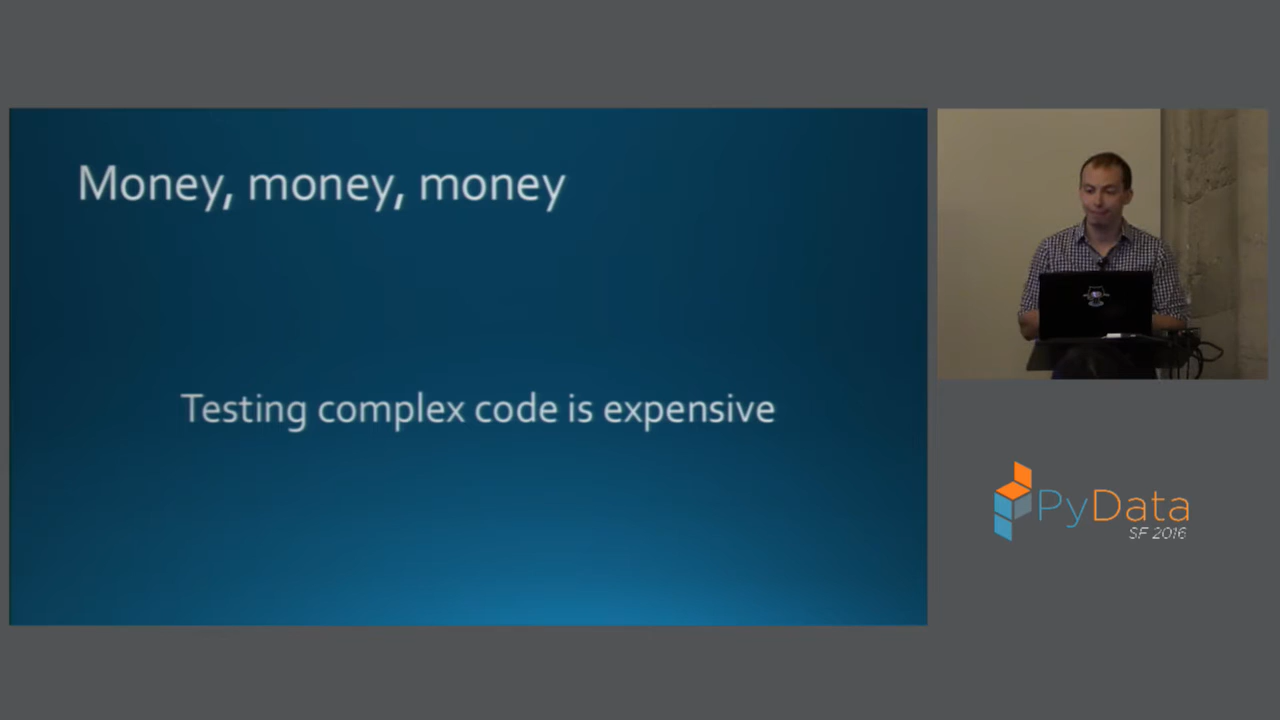 Money, money, money
Testing complex code is expensive
PyData
SF 2016